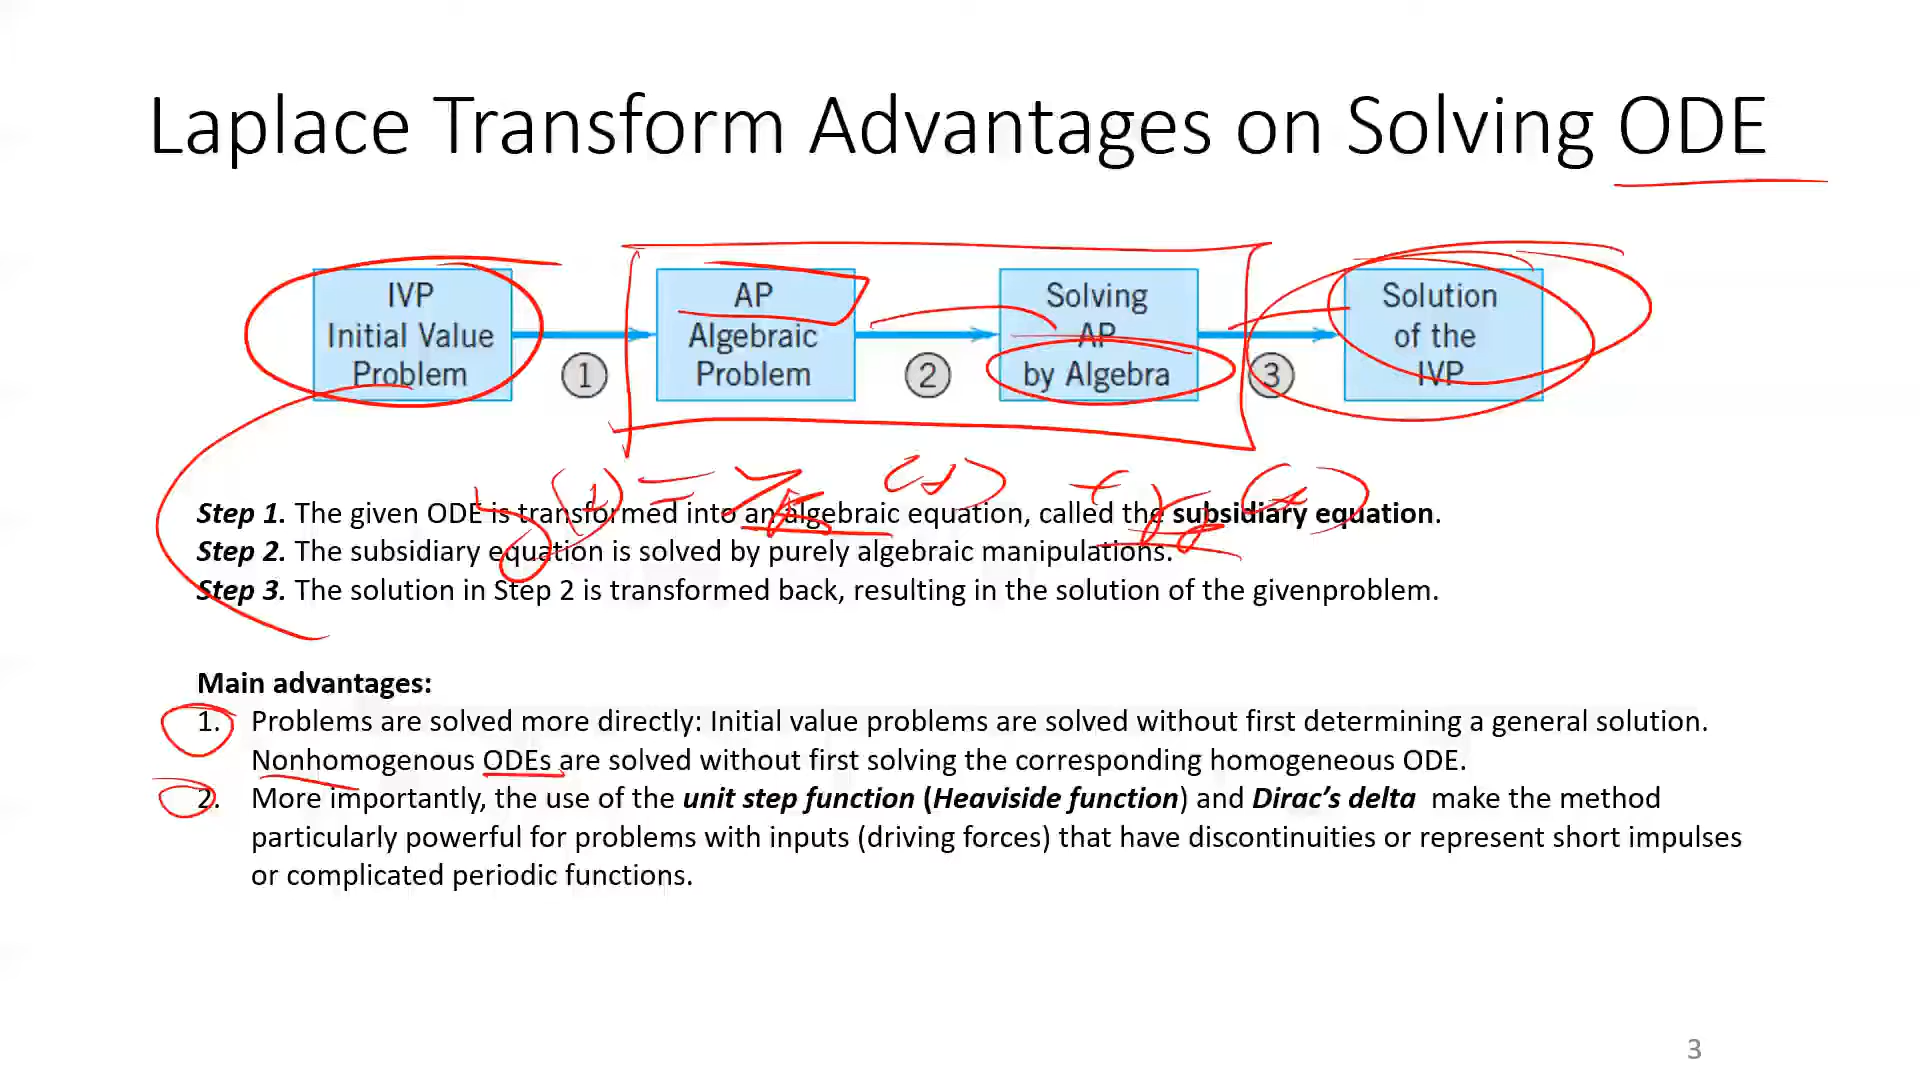 Laplace Transform Advantages on Solving ODE
IVP
Initial Value
Problem
1
AP
Algebraic
Problem
2
Solving
AP
by Algebra
3
Solution
of the
IVP
y(t) = y (t) + y (t)
Step 1. The given ODE is transformed into an algebraic equation, called the subsidiary equation.
Step 2. The subsidiary equation is solved by purely algebraic manipulations.
Step 3. The solution in Step 2 is transformed back, resulting in the solution of the givenproblem.
Main advantages:
1. Problems are solved more directly: Initial value problems are solved without first determining a general solution.
Nonhomogenous ODEs are solved without first solving the corresponding homogeneous ODE.
2. More importantly, the use of the unit step function (Heaviside function) and Dirac’s delta make the method
particularly powerful for problems with inputs (driving forces) that have discontinuities or represent short impulses
or complicated periodic functions.
3